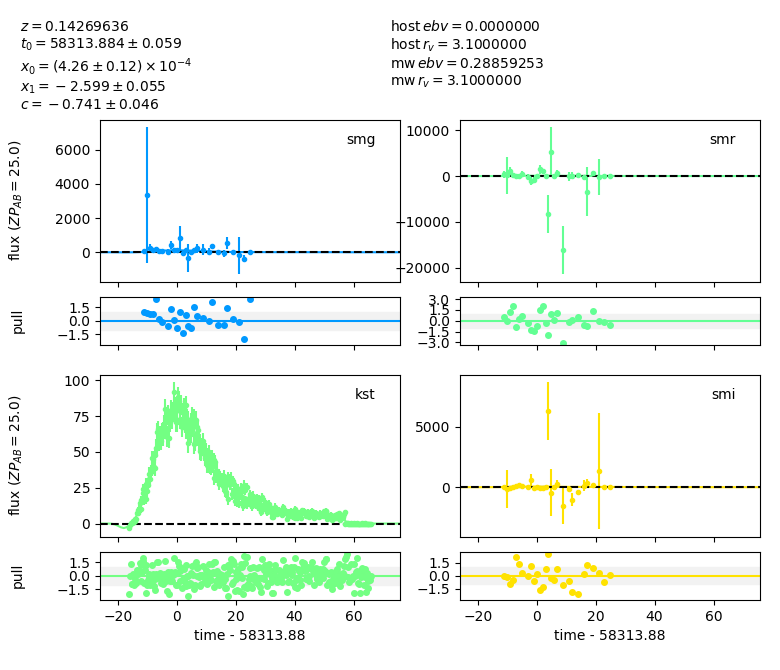 z = 0.14269636
t₀ = 58313.884 ± 0.059
x₀ = (4.26 ± 0.12) × 10⁻⁴
x₁ = −2.599 ± 0.055
c = −0.741 ± 0.046
host ebv = 0.0000000
host r_v = 3.1000000
mw ebv = 0.28859253
mw r_v = 3.1000000
flux (ZP_AB = 25.0)
6000
4000
2000
0
smg
10000
0
−10000
−20000
smr
pull
1.5
0.0
−1.5
3.0
1.5
0.0
−1.5
−3.0
flux (ZP_AB = 25.0)
100
75
50
25
0
kst
5000
0
smi
pull
1.5
0.0
−1.5
1.5
0.0
−1.5
−20 0 20 40 60
−20 0 20 40 60
time - 58313.88
time - 58313.88